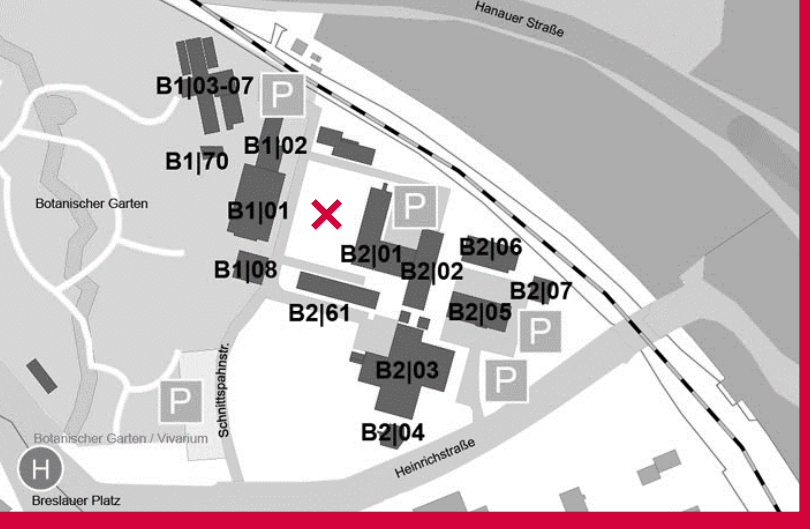 Hanauer Straße
B1|03-07
P
B1|02
B1|70
Botanischer Garten
B1|01
P
B2|01
B2|06
B1|08
B2|02
B2|07
B2|61
B2|05
P
B2|03
P
P
Schnittspahnstr.
B2|04
Botanischer Garten / Vivarium
Heinrichstraße
H
Breslauer Platz